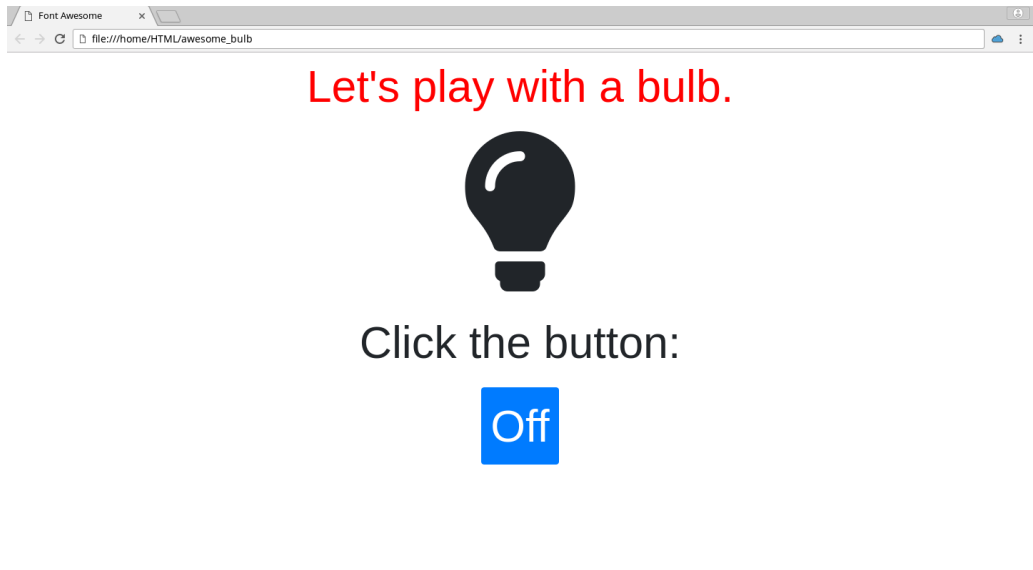 Font Awesome
file:///home/HTML/awesome_bulb
Let's play with a bulb.
Click the button:
Off